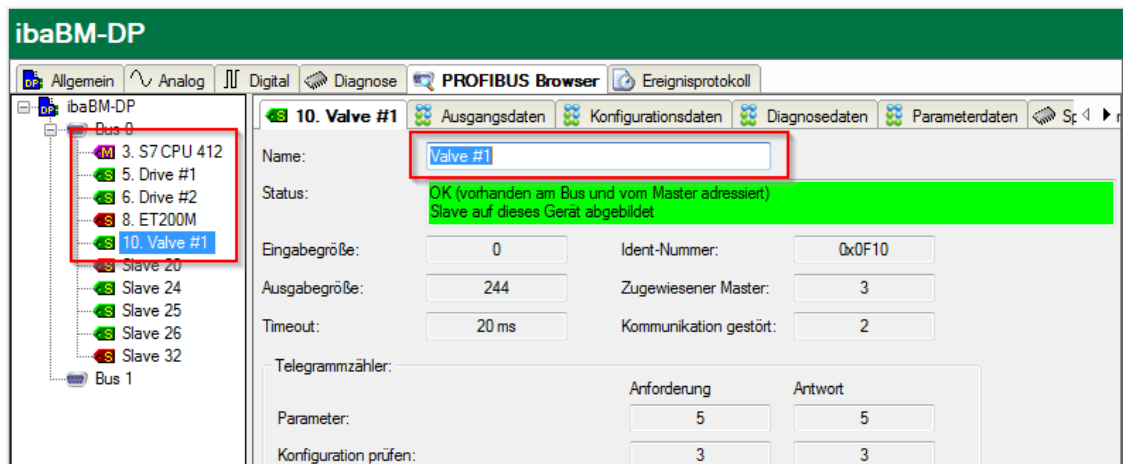 ibaBM-DP
Allgemein Analog Digital Diagnose PROFIBUS Browser Ereignisprotokoll
ibaBM-DP
Bus 0
3. S7 CPU 412
5. Drive #1
6. Drive #2
8. ET200M
10. Valve #1
Slave 20
Slave 24
Slave 25
Slave 26
Slave 32
Bus 1
10. Valve #1 Ausgangsdaten Konfigurationsdaten Diagnosedaten Parameterdaten
Name: Valve #1
Status: OK (vorhanden am Bus und vom Master adressiert)
Slave auf dieses Gerät abgebildet
Eingabegröße: 0 Ident-Nummer: 0x0F10
Ausgabegröße: 244 Zugewiesener Master: 3
Timeout: 20 ms Kommunikation gestört: 2
Telegrammzähler:
Anforderung Antwort
Parameter: 5 5
Konfiguration prüfen: 3 3